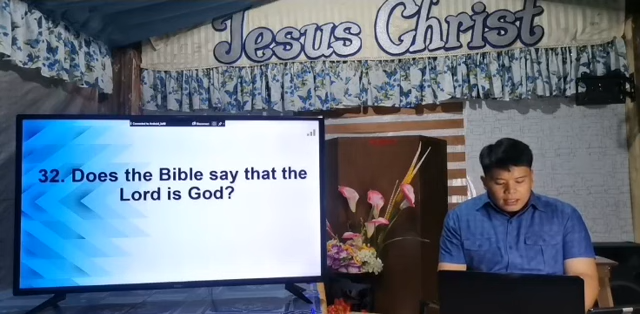 Jesus Christ
32. Does the Bible say that the
Lord is God?